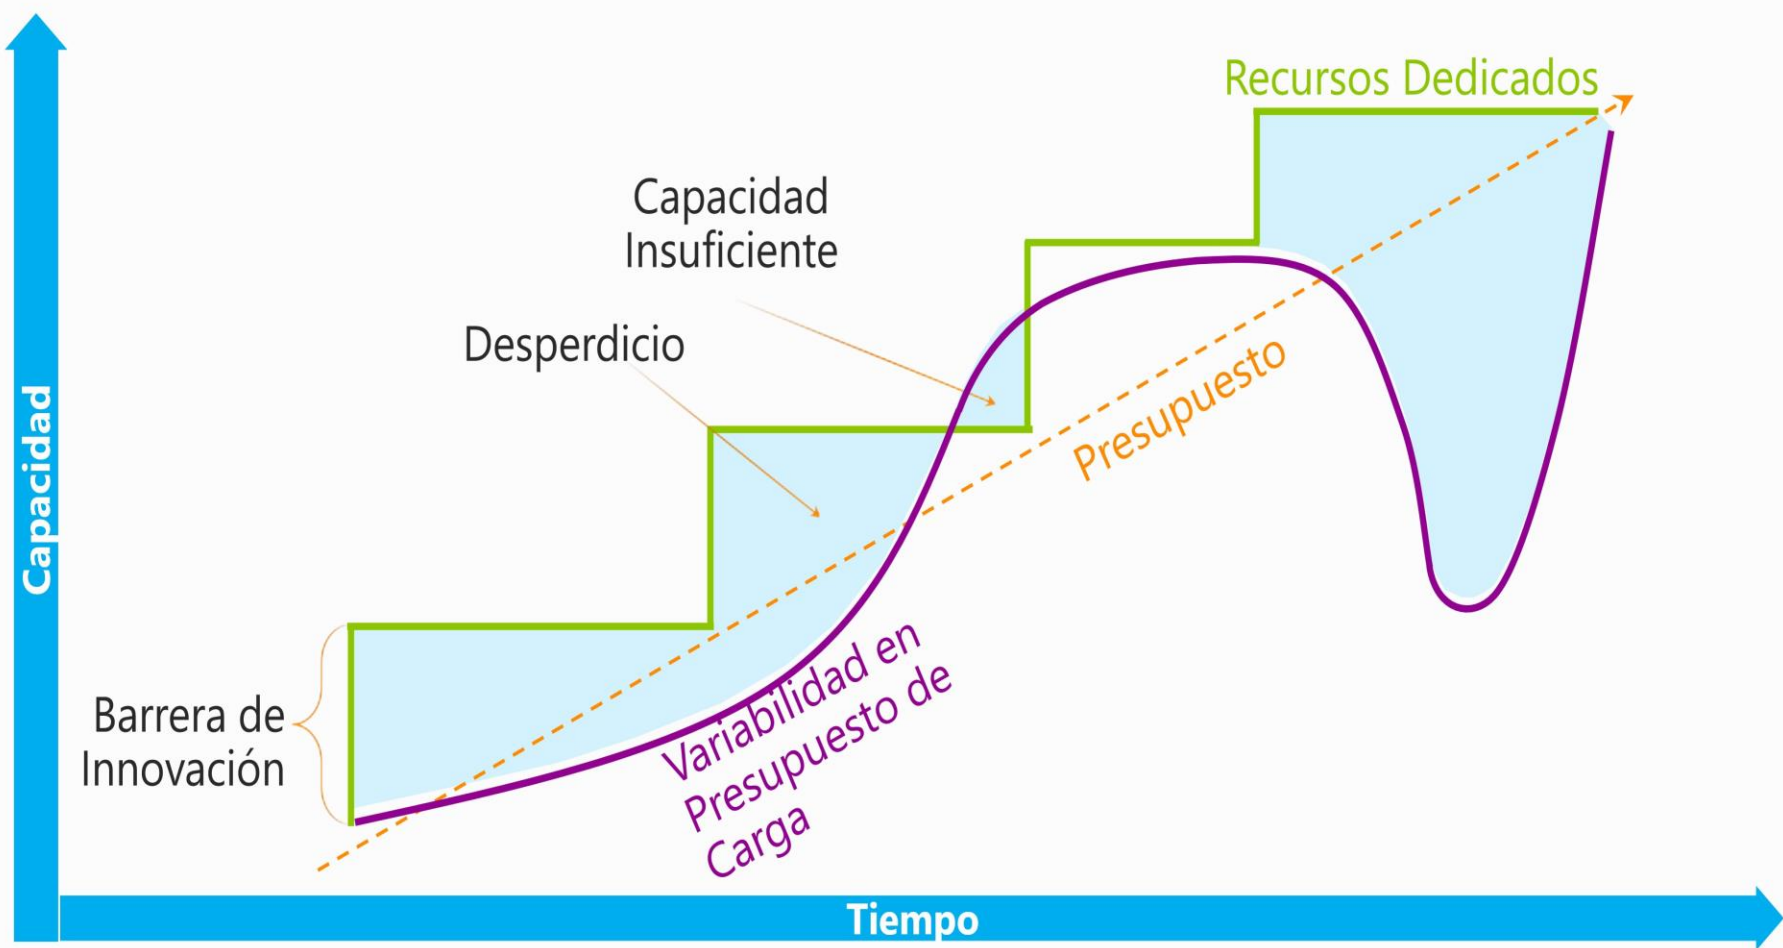 Recursos Dedicados
Capacidad
Insuficiente
Desperdicio
Presupuesto
Capacidad
Variabilidad en
Presupuesto de
Carga
Barrera de
Innovación
Tiempo